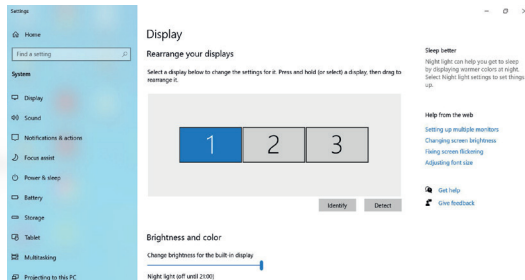 Settings
Home
Find a setting
System
Display
Sound
Notifications & actions
Focus assist
Power & sleep
Battery
Storage
Tablet
Multitasking
Projecting to this PC
Display
Rearrange your displays
Select a display below to change the settings for it. Press and hold (or select) a display, then drag to
rearrange it.
1 2 3
Identify Detect
Brightness and color
Change brightness for the built-in display
Night light (off until 21:00)
Sleep better
Night light can help you get to sleep
by displaying warmer colors at night.
Select Night light settings to set things
up.
Help from the web
Setting up multiple monitors
Changing screen brightness
Fixing screen flickering
Adjusting font size
Get help
Give feedback